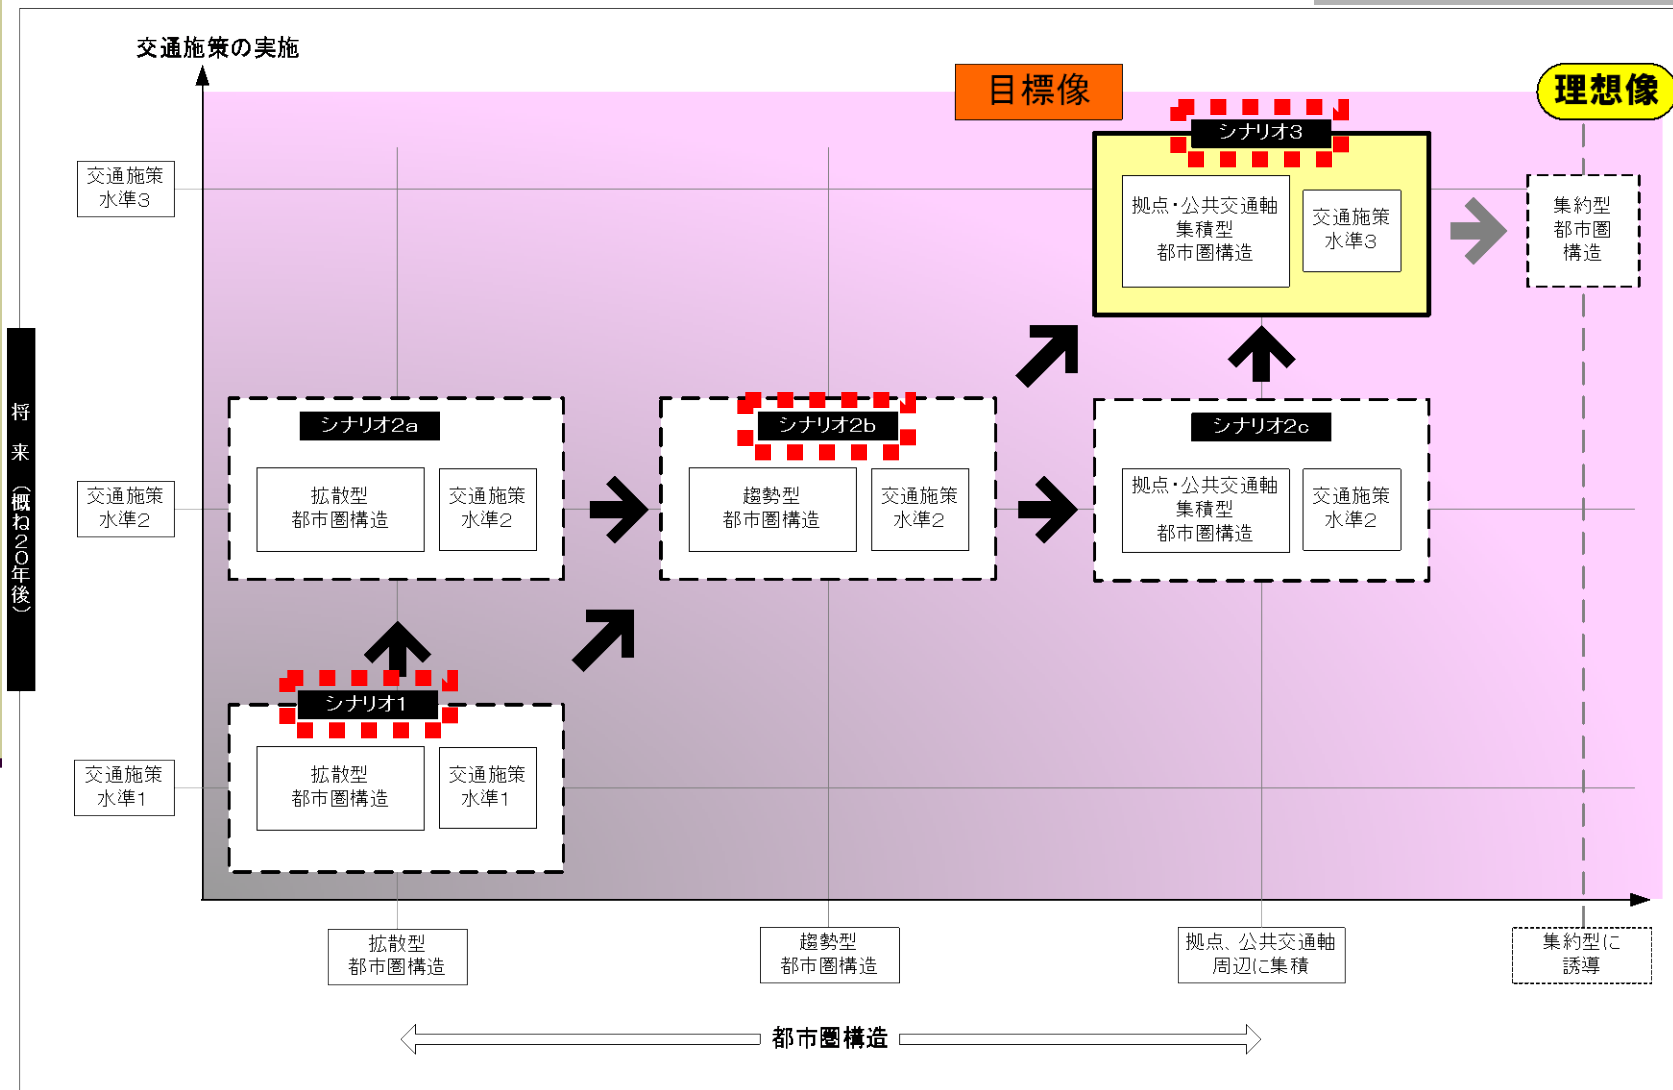 交通施策の実施
目標像
理想像
シナリオ3
交通施策
水準3
拠点・公共交通軸
集積型
都市圏構造
交通施策
水準3
集約型
都市圏
構造
将来(概ね20年後)
シナリオ2a
シナリオ2b
シナリオ2c
交通施策
水準2
拡散型
都市圏構造
交通施策
水準2
趨勢型
都市圏構造
交通施策
水準2
拠点・公共交通軸
集積型
都市圏構造
交通施策
水準2
シナリオ1
交通施策
水準1
拡散型
都市圏構造
交通施策
水準1
拡散型
都市圏構造
趨勢型
都市圏構造
拠点、公共交通軸
周辺に集積
集約型に
誘導
都市圏構造